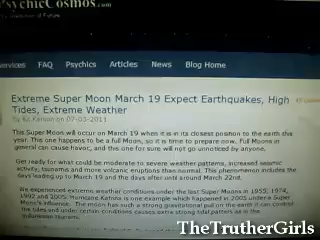 PsychicCosmos.com
ervices FAQ Psychics Articles News Blog Home
Extreme Super Moon March 19 Expect Earthquakes, High
Tides, Extreme Weather
on 07-03-2011
This Super Moon will occur on March 19 when it is in its closest position to the earth this
year. This one happens to be a full Moon, so it is time to prepare now. Full Moons in
general can cause havoc, and this one for sure will not go unnoticed by anyone.
Get ready for what could be moderate to severe weather patterns, increased seismic
activity, tsunamis and more volcanic eruptions than normal. This phenomenon includes the
days leading up to March 19 and the days after until around March 22nd.
We experienced extreme weather conditions under the last Super Moons in 1955, 1974,
1992 and 2005. Hurricane Katrina is one example which happened in 2005 under a Super
Moon's influence. The moon has such a strong gravitational pull on the earth it can control
the tides and under certain conditions causes extra strong tidal pattern as in the
Indonesian tsunami.
TheTrutherGirls